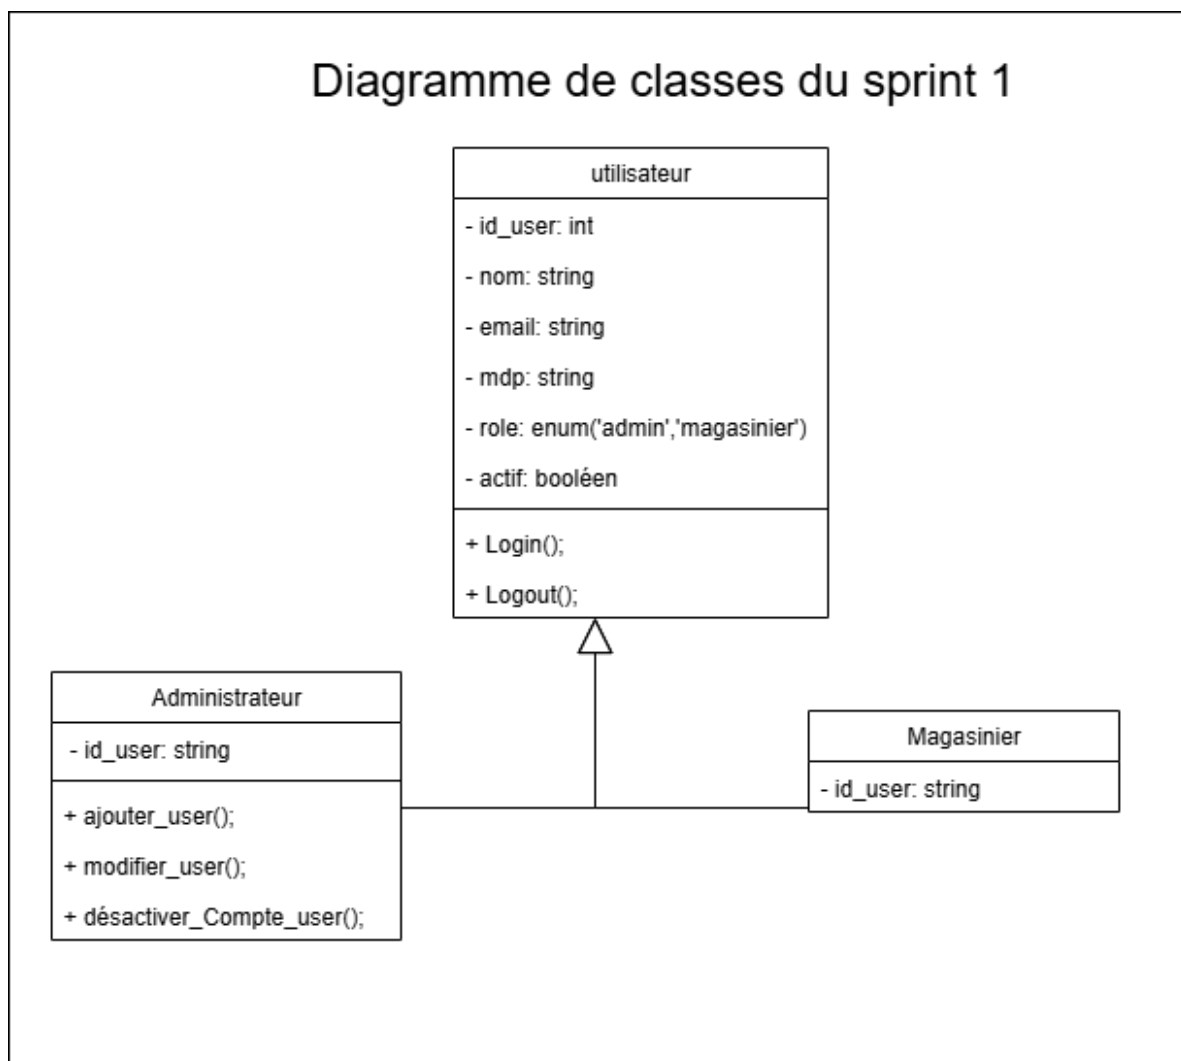 Diagramme de classes du sprint 1
utilisateur
- id_user: int
- nom: string
- email: string
- mdp: string
- role: enum('admin','magasinier')
- actif: booléen
+ Login();
+ Logout();
Administrateur
- id_user: string
+ ajouter_user();
+ modifier_user();
+ désactiver_Compte_user();
Magasinier
- id_user: string